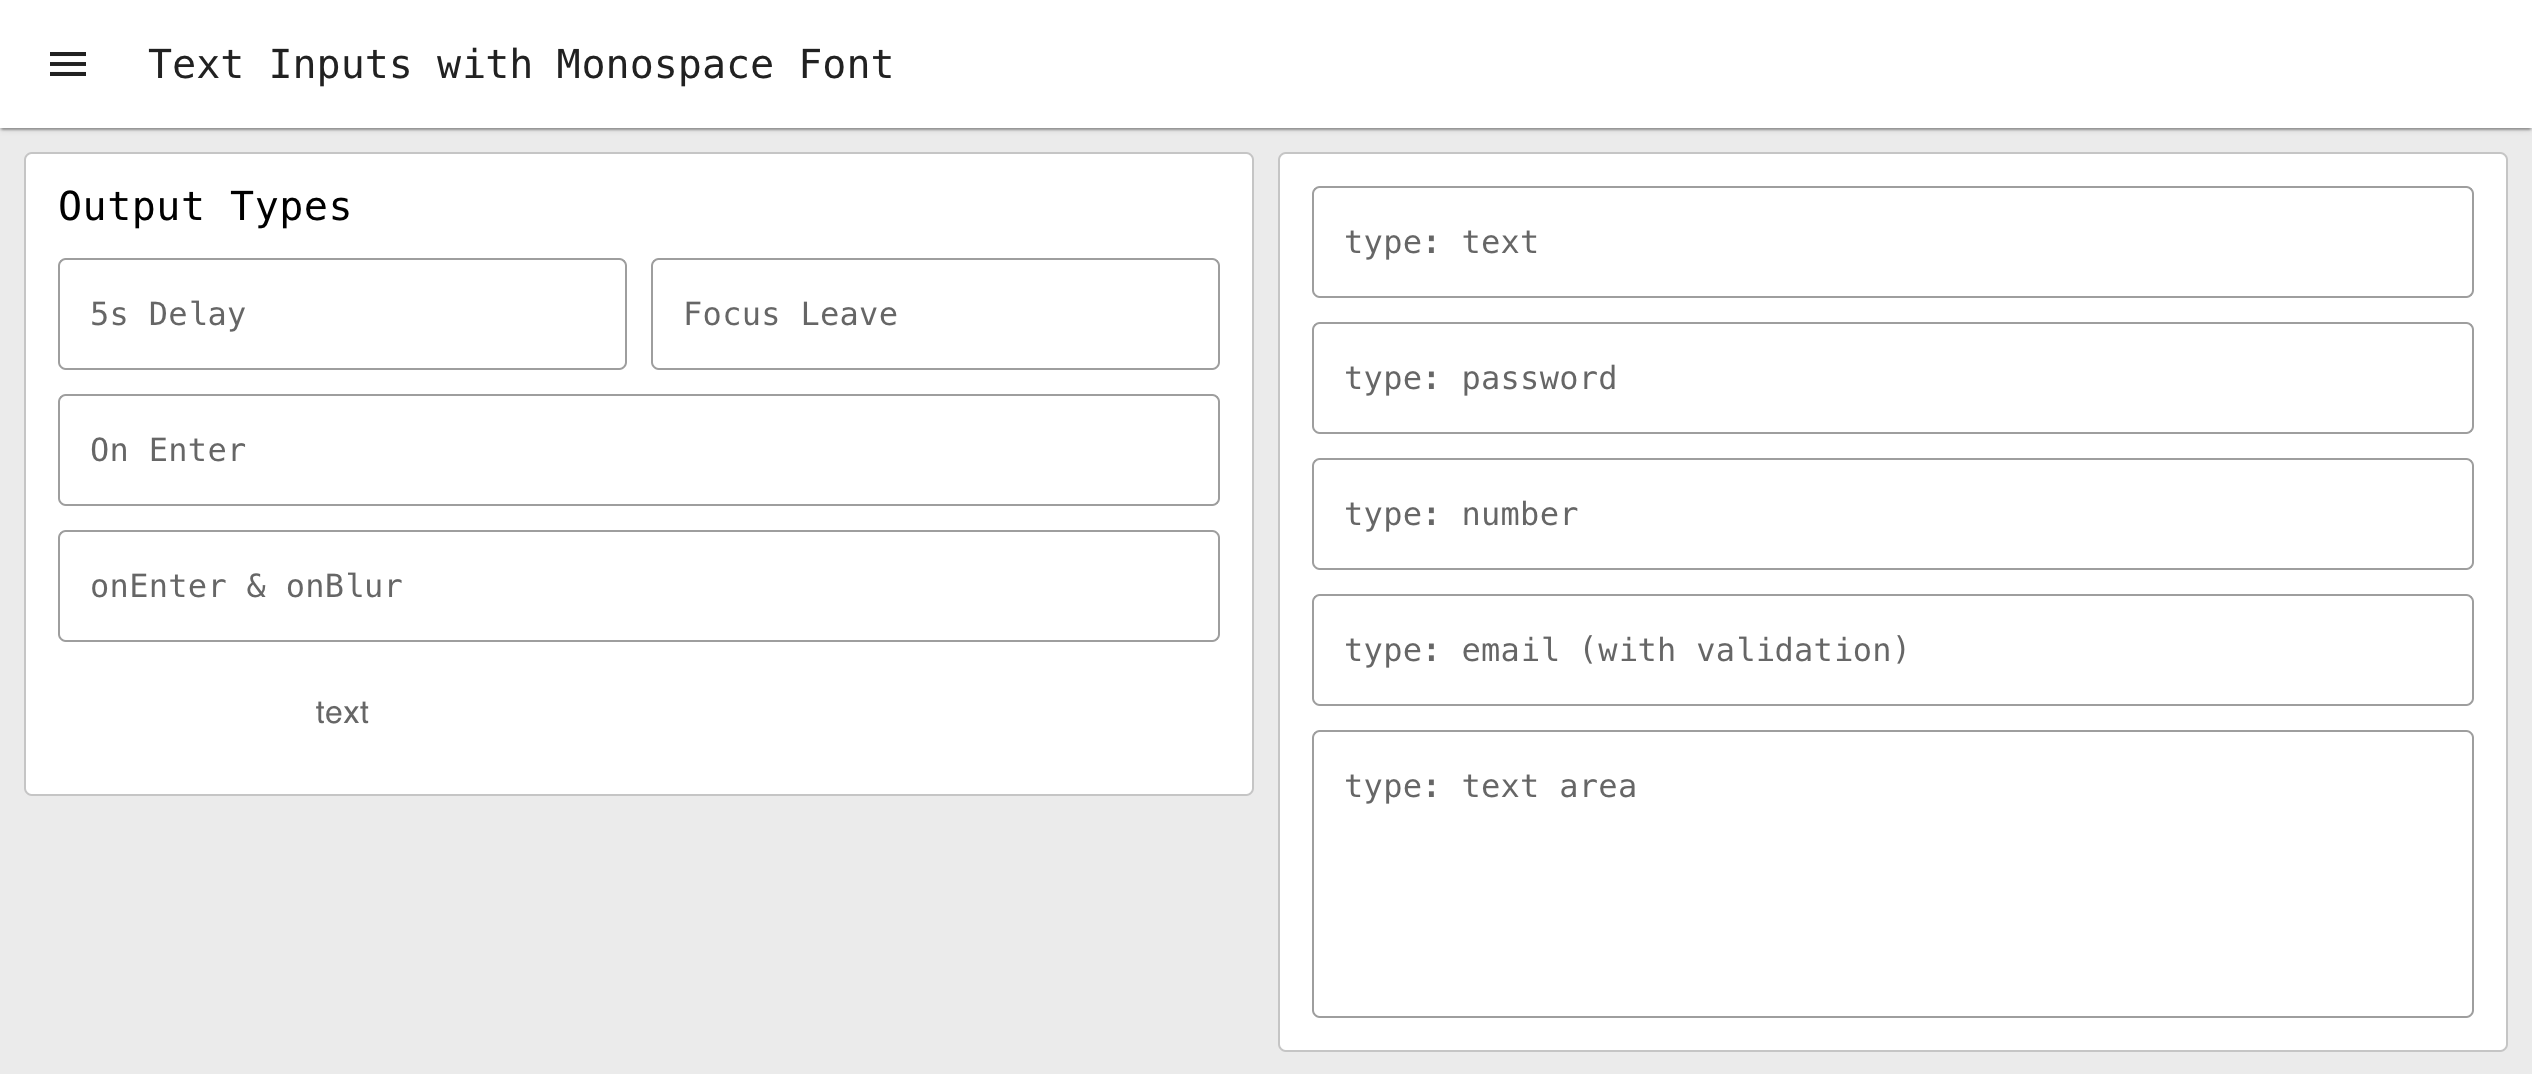 Text Inputs with Monospace Font
Output Types
5s Delay
Focus Leave
On Enter
onEnter & onBlur
text
type: text
type: password
type: number
type: email (with validation)
type: text area